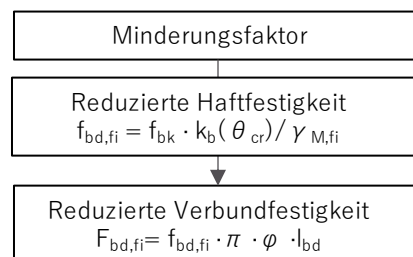 Minderungsfaktor
Reduzierte Haftfestigkeit
f_bd,fi = f_bk · k_b(θ_cr)/γ_M,fi
Reduzierte Verbundfestigkeit
F_bd,fi= f_bd,fi · π · φ ·l_bd